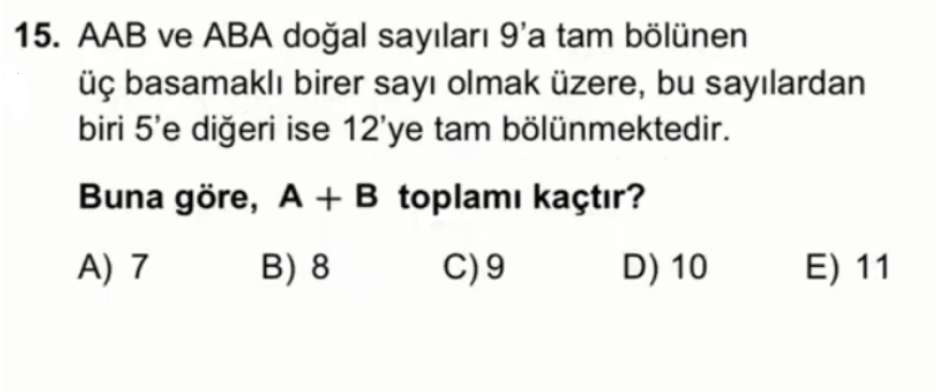 15. AAB ve ABA doğal sayıları 9'a tam bölünen
üç basamaklı birer sayı olmak üzere, bu sayılardan
biri 5'e diğeri ise 12'ye tam bölünmektedir.
Buna göre, A + B toplamı kaçtır?
A) 7 B) 8 C) 9 D) 10 E) 11